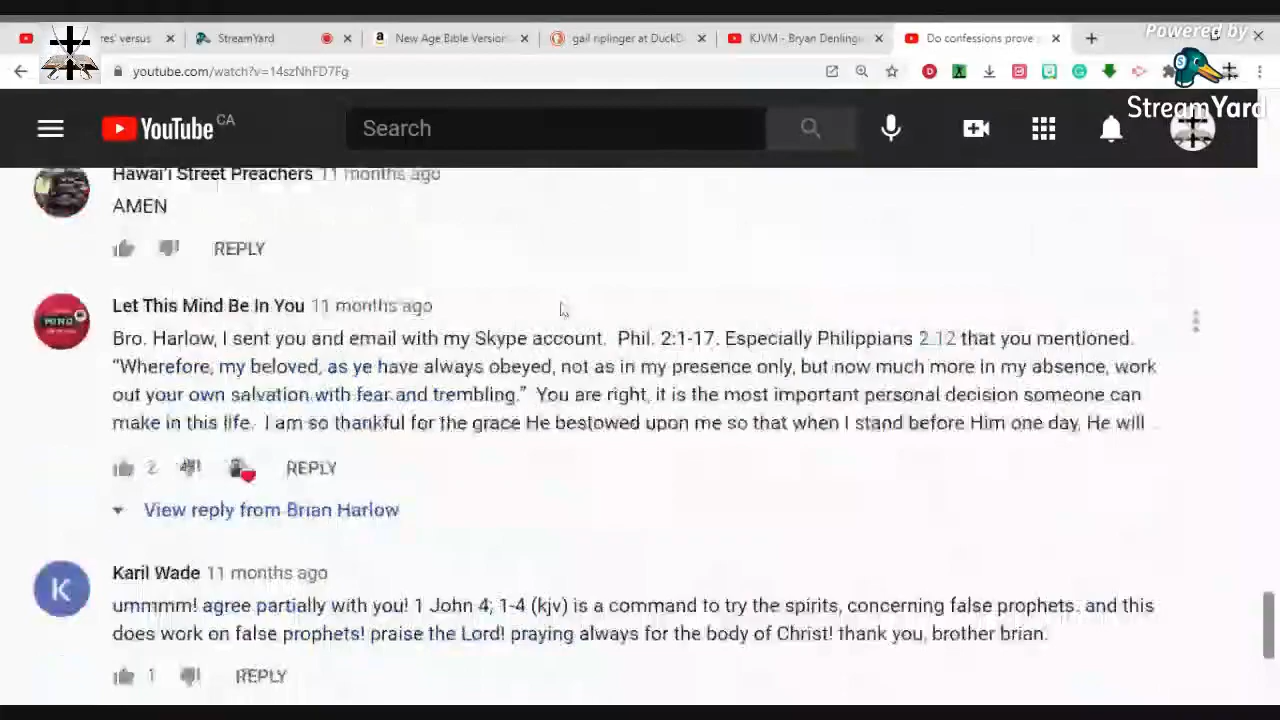 Powered by
res' versus
StreamYard
New Age Bible Version
gail riplinger at DuckD
KJVM - Bryan Denling
Do confessions prove
youtube.com/watch?v=14szNhFD7Fg
StreamYard
YouTube CA
Search
Hawai'i Street Preachers 11 months ago
AMEN
REPLY
Let This Mind Be In You 11 months ago
Bro. Harlow, I sent you and email with my Skype account. Phil. 2:1-17. Especially Philippians 2.12 that you mentioned.
“Wherefore, my beloved, as ye have always obeyed, not as in my presence only, but now much more in my absence, work
out your own salvation with fear and trembling.” You are right, it is the most important personal decision someone can
make in this life. I am so thankful for the grace He bestowed upon me so that when I stand before Him one day, He will
2 REPLY
View reply from Brian Harlow
K
Karil Wade 11 months ago
ummmm! agree partially with you! 1 John 4; 1-4 (kjv) is a command to try the spirits, concerning false prophets. and this
does work on false prophets! praise the Lord! praying always for the body of Christ! thank you, brother brian.
1 REPLY